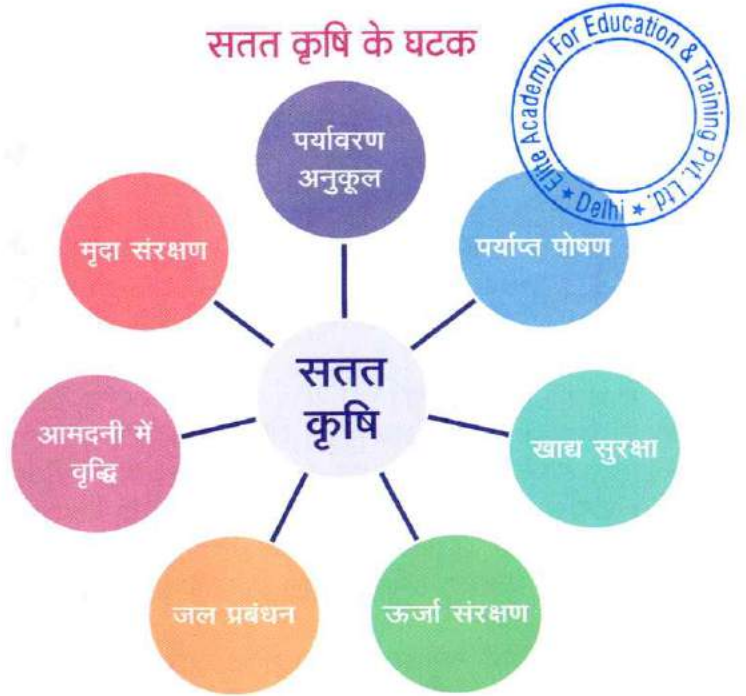 सतत कृषि के घटक
Elite Academy For Education & Training Pvt. Ltd.
★ Delhi ★
पर्यावरण
अनुकूल
पर्याप्त पोषण
खाद्य सुरक्षा
ऊर्जा संरक्षण
जल प्रबंधन
आमदनी में
वृद्धि
मृदा संरक्षण
सतत
कृषि